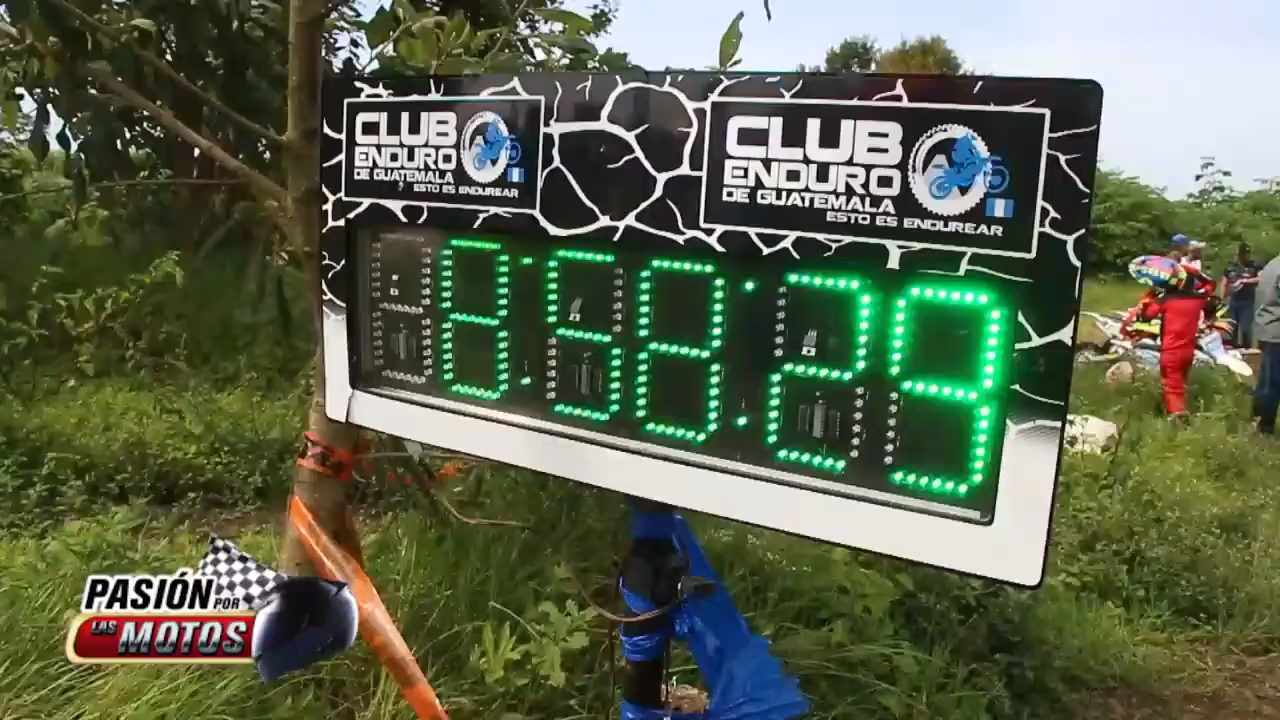 CLUB
ENDURO
DE GUATEMALA
ESTO ES ENDUREAR
CLUB
ENDURO
DE GUATEMALA
ESTO ES ENDUREAR
8:58:29
PASIÓN POR
LAS MOTOS